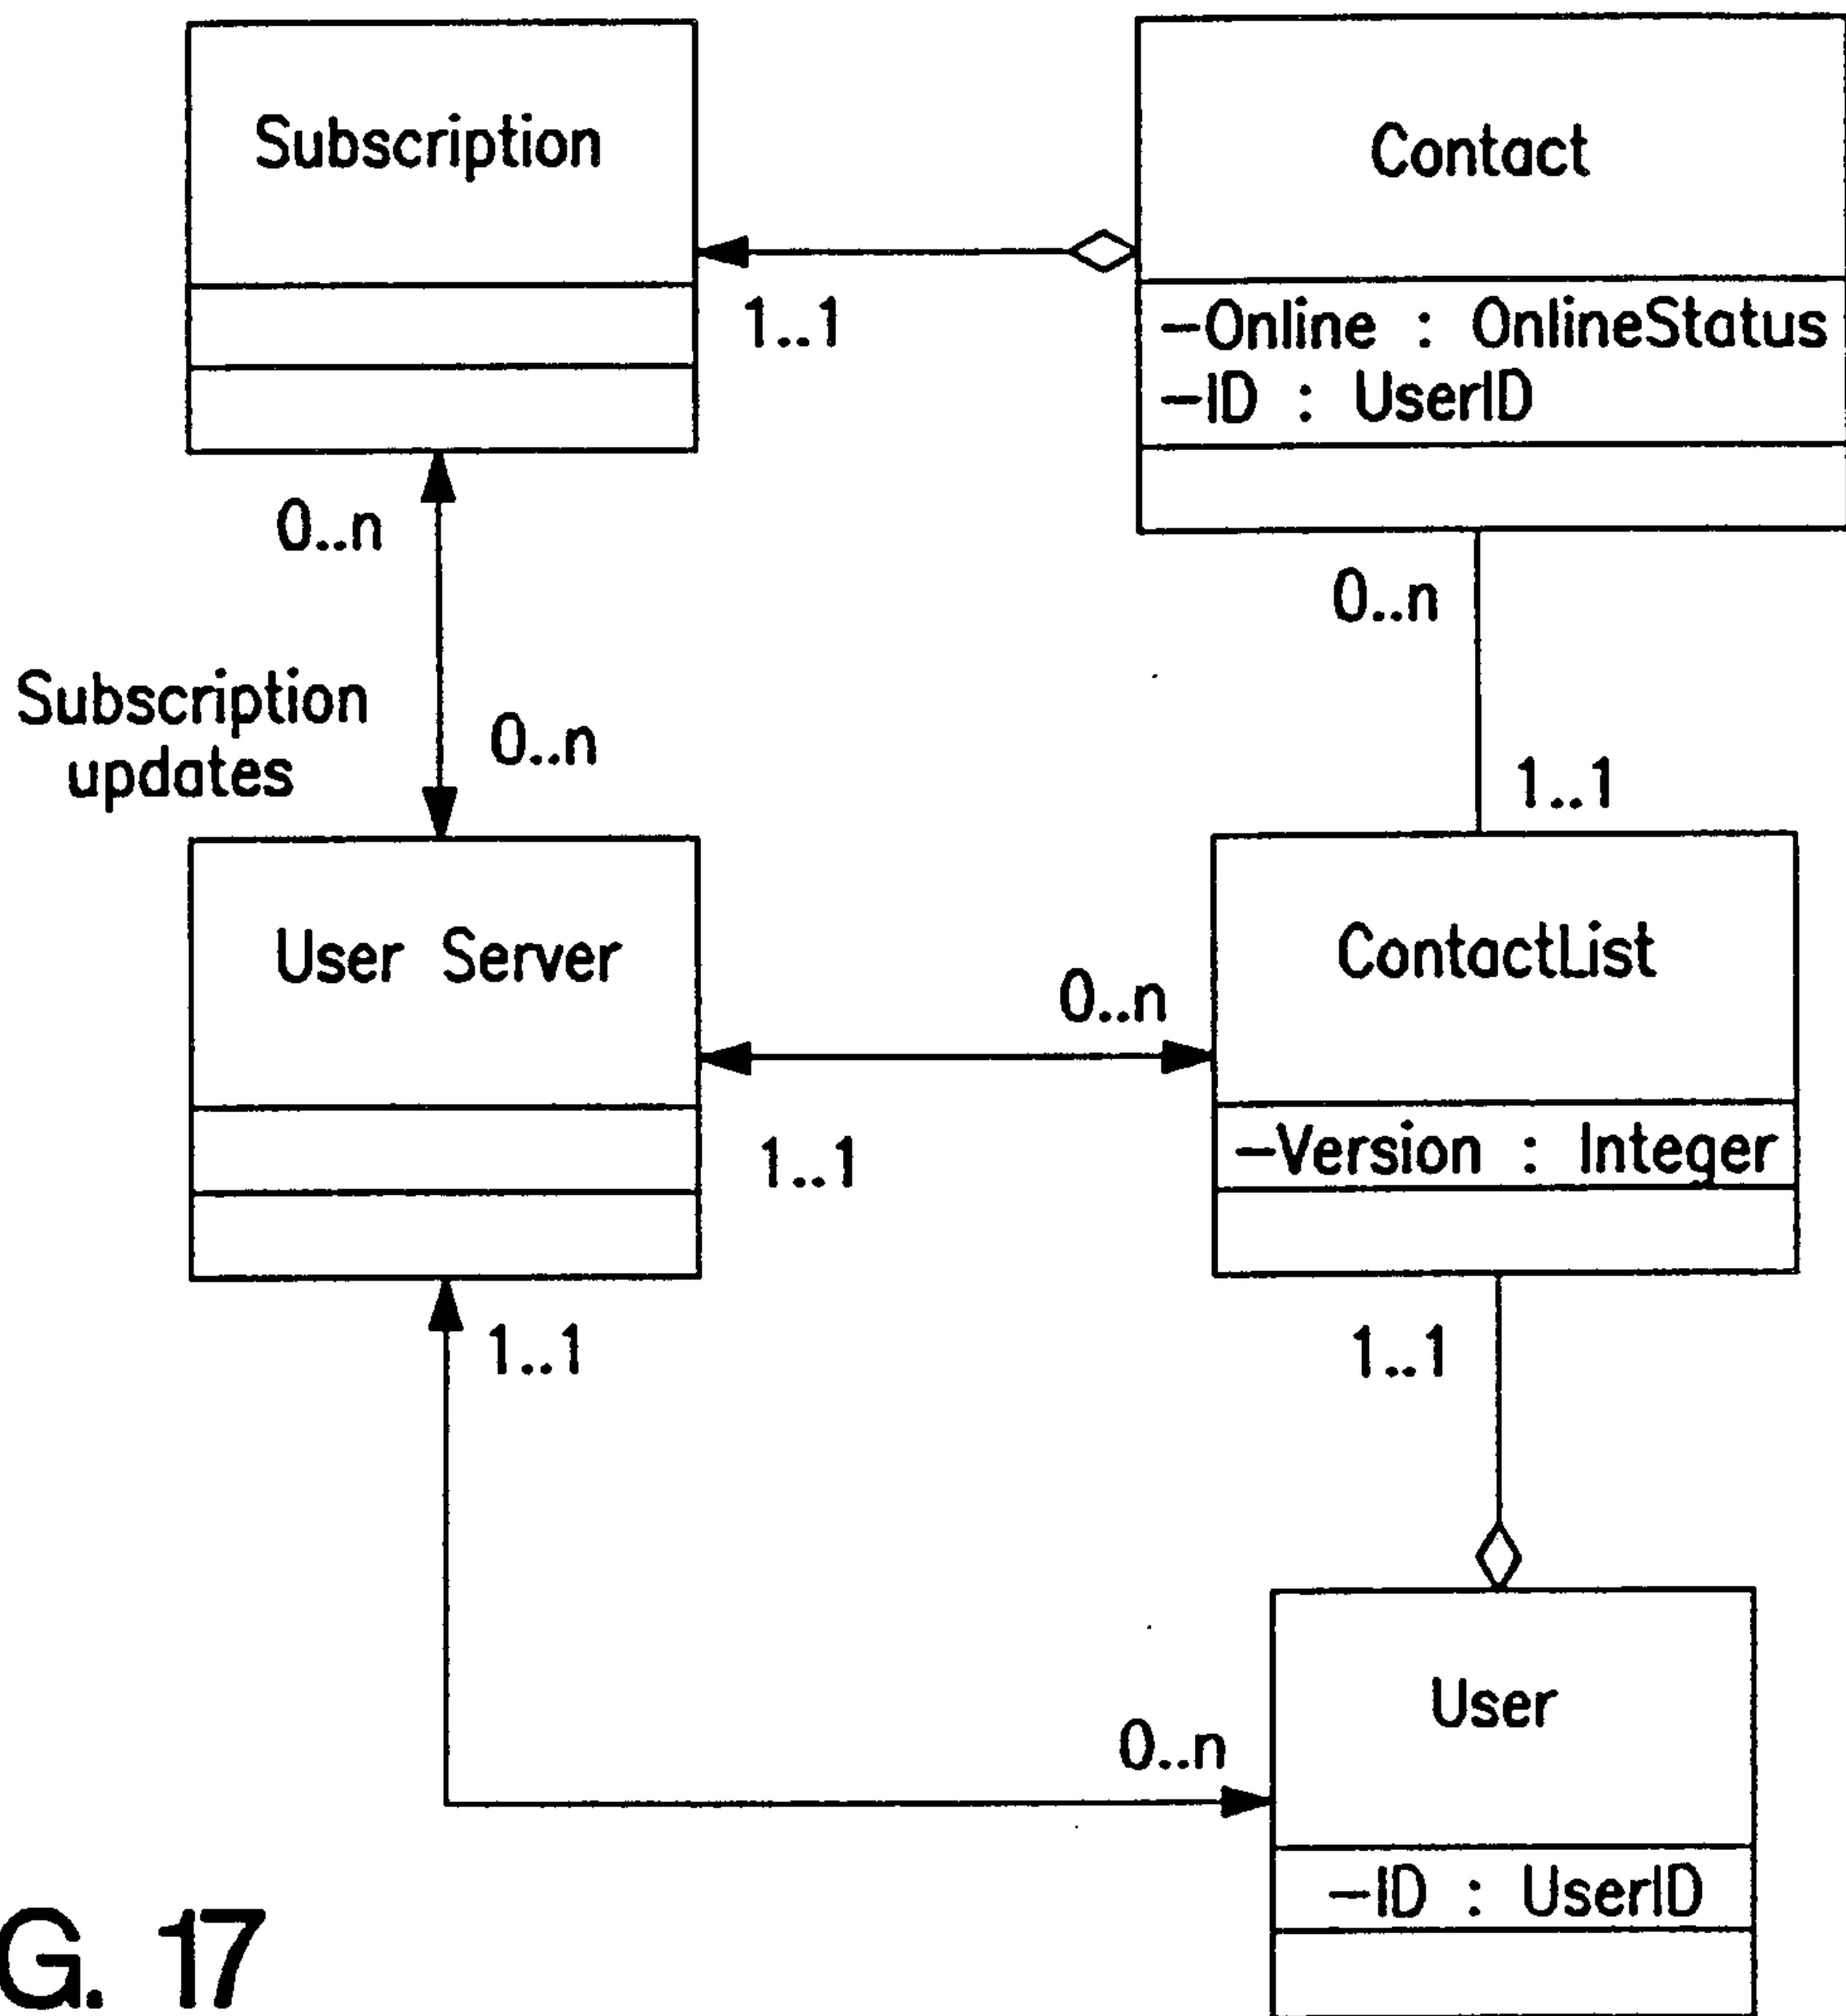 Subscription
Contact
1..1
–Online : OnlineStatus
–ID : UserID
0..n
0..n
Subscription
updates
0..n
1..1
User Server
ContactList
0..n
1..1
–Version : Integer
1..1
1..1
User
0..n
–ID : UserID
G. 17